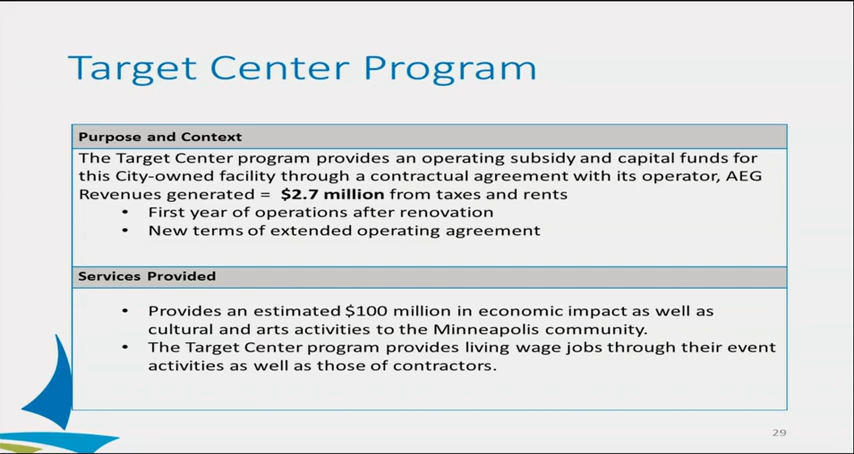 Target Center Program
Purpose and Context
The Target Center program provides an operating subsidy and capital funds for
this City-owned facility through a contractual agreement with its operator, AEG
Revenues generated = $2.7 million from taxes and rents
• First year of operations after renovation
• New terms of extended operating agreement
Services Provided
• Provides an estimated $100 million in economic impact as well as
cultural and arts activities to the Minneapolis community.
• The Target Center program provides living wage jobs through their event
activities as well as those of contractors.
29